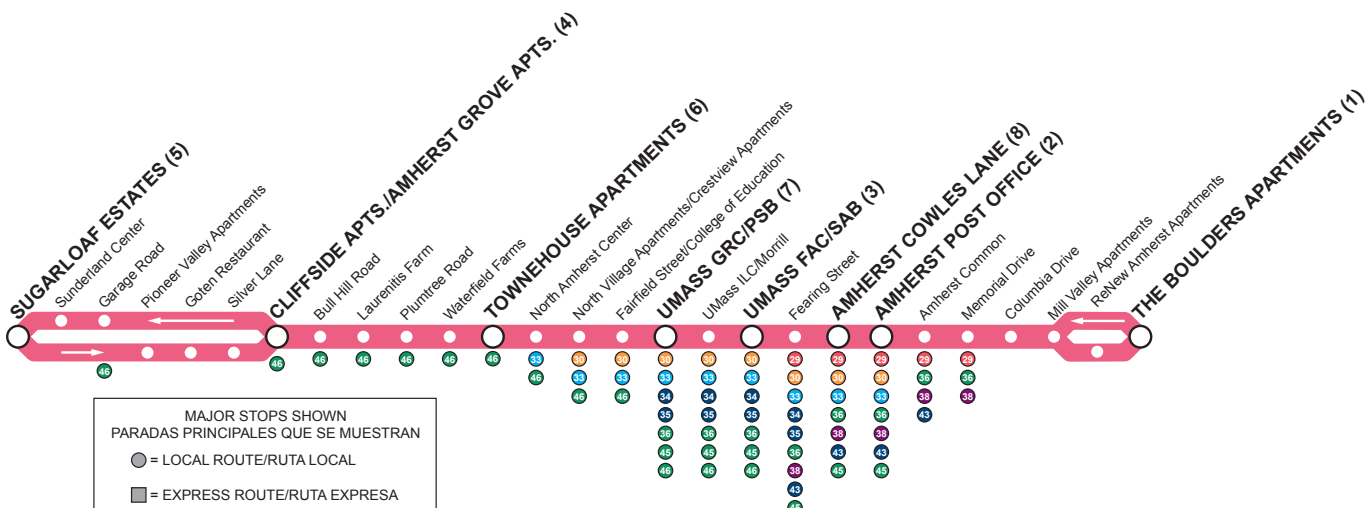 SUGARLOAF ESTATES (5)
Sunderland Center
Garage Road
Pioneer Valley Apartments
Goten Restaurant
Silver Lane
CLIFFSIDE APTS./AMHERST GROVE APTS. (4)
Bull Hill Road
Laurenitis Farm
Plumtree Road
Waterfield Farms
TOWNEHOUSE APARTMENTS (6)
North Amherst Center
North Village Apartments/Crestview Apartments
Fairfield Street/College of Education
UMASS GRC/PSB (7)
UMass ILC/Morrill
UMASS FAC/SAB (3)
Fearing Street
AMHERST COWLES LANE (8)
AMHERST POST OFFICE (2)
Amherst Common
Memorial Drive
Columbia Drive
Mill Valley Apartments
ReNew Amherst Apartments
THE BOULDERS APARTMENTS (1)
46
46
46
46
46
46
46
33
46
30
33
46
30
33
46
30
33
34
35
36
45
46
30
33
34
35
36
45
46
30
33
34
35
36
45
46
29
30
33
34
35
36
38
43
29
30
33
36
38
43
45
29
30
33
36
38
43
45
29
36
38
43
29
36
38
MAJOR STOPS SHOWN
PARADAS PRINCIPALES QUE SE MUESTRAN
= LOCAL ROUTE/RUTA LOCAL
= EXPRESS ROUTE/RUTA EXPRESA